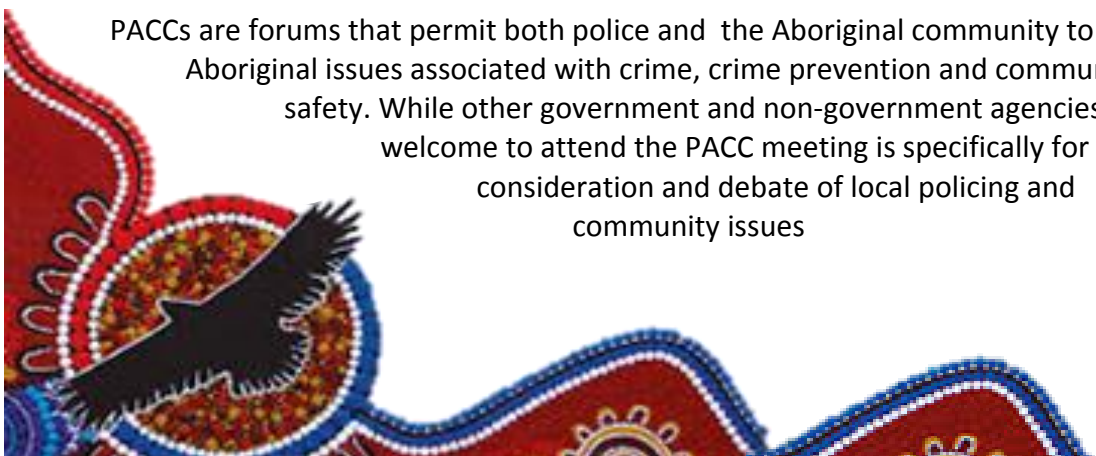 PACCs are forums that permit both police and the Aboriginal community to
Aboriginal issues associated with crime, crime prevention and
safety. While other government and non-government agencies
welcome to attend the PACC meeting is specifically for
consideration and debate of local policing and
community issues